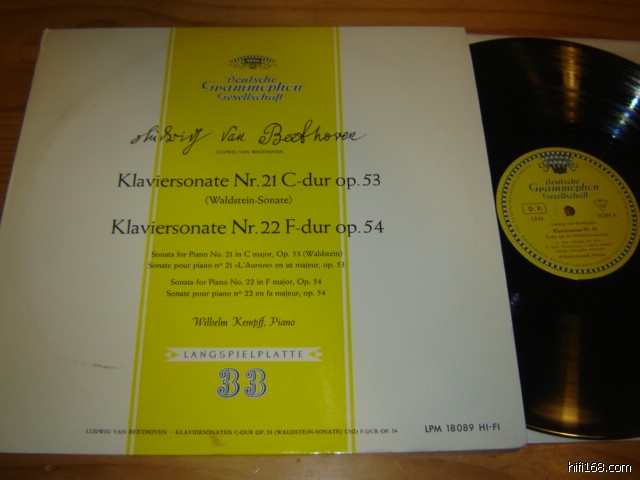 Deutsche
Grammophon
Gesellschaft
Ludwig van Beethoven
LUDWIG VAN BEETHOVEN
Klaviersonate Nr. 21 C-dur op. 53
(Waldstein-Sonate)
Klaviersonate Nr. 22 F-dur op. 54
Sonata for Piano No. 21 in C major, Op. 53 (Waldstein)
Sonate pour piano nº 21 «L'Aurore» en ut majeur, op. 53
Sonata for Piano No. 22 in F major, Op. 54
Sonate pour piano nº 22 en fa majeur, op. 54
Wilhelm Kempff, Piano
LANGSPIELPLATTE
33
LUDWIG VAN BEETHOVEN · KLAVIERSONATEN C-DUR OP. 53 (WALDSTEIN-SONATE) UND F-DUR OP. 54
LPM 18089 HI-FI
Deutsche
Grammophon
Gesellschaft
D.P.
LPM
Klaviersonate Nr. 21
hifi168.com